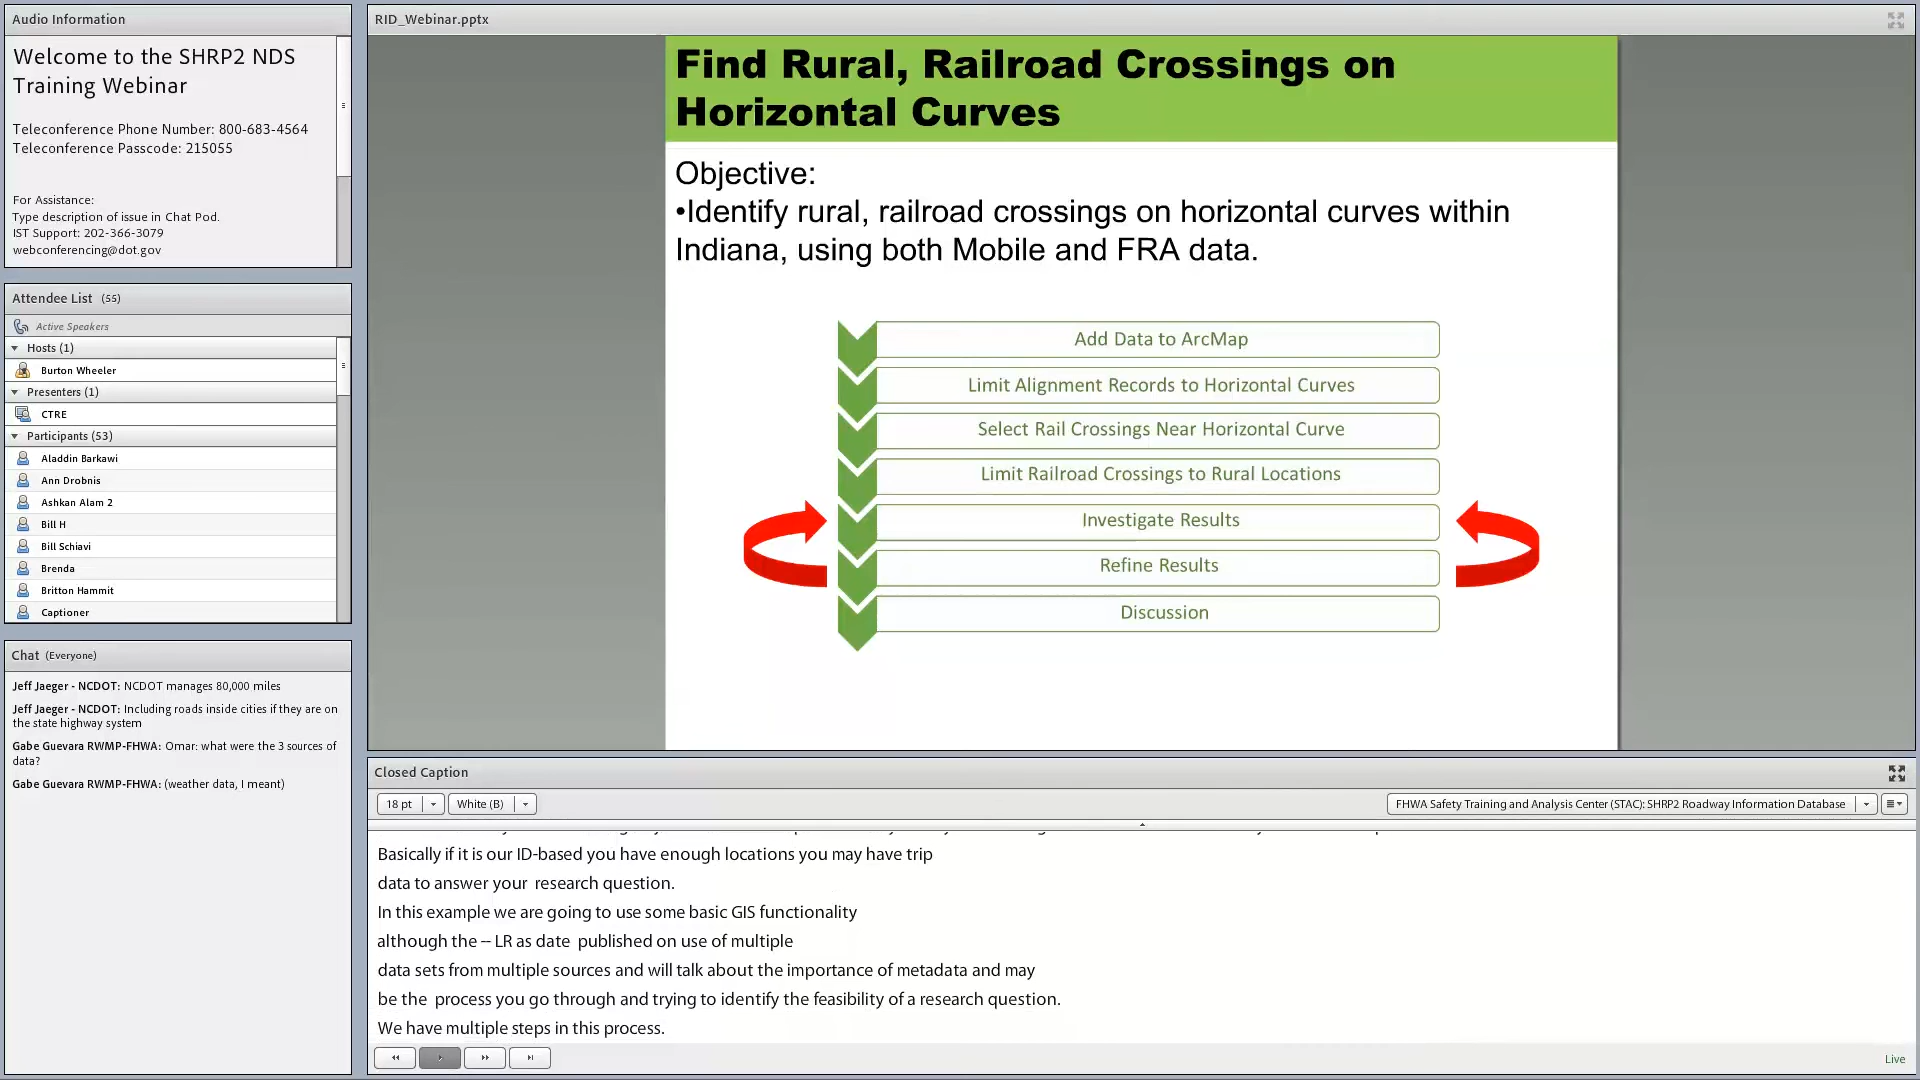 Audio Information
Welcome to the SHRP2 NDS
Training Webinar
Teleconference Phone Number: 800-683-4564
Teleconference Passcode: 215055
For Assistance:
Type description of issue in Chat Pod.
IST Support: 202-366-3079
webconferencing@dot.gov
Attendee List (55)
Active Speakers
Hosts (1)
Burton Wheeler
Presenters (1)
CTRE
Participants (53)
Aladdin Barkawi
Ann Drobnis
Ashkan Alam 2
Bill H
Bill Schiavi
Brenda
Britton Hammit
Captioner
Chat (Everyone)
Jeff Jaeger - NCDOT: NCDOT manages 80,000 miles
Jeff Jaeger - NCDOT: Including roads inside cities if they are on
the state highway system
Gabe Guevara RWMP-FHWA: Omar: what were the 3 sources of
data?
Gabe Guevara RWMP-FHWA: (weather data, I meant)
RID_Webinar.pptx
Find Rural, Railroad Crossings on
Horizontal Curves
Objective:
•Identify rural, railroad crossings on horizontal curves within
Indiana, using both Mobile and FRA data.
Add Data to ArcMap
Limit Alignment Records to Horizontal Curves
Select Rail Crossings Near Horizontal Curve
Limit Railroad Crossings to Rural Locations
Investigate Results
Refine Results
Discussion
Closed Caption
18 pt
White (B)
FHWA Safety Training and Analysis Center (STAC): SHRP2 Roadway Information Database
Basically if it is our ID-based you have enough locations you may have trip
data to answer your research question.
In this example we are going to use some basic GIS functionality
although the -- LR as date published on use of multiple
data sets from multiple sources and will talk about the importance of metadata and may
be the process you go through and trying to identify the feasibility of a research question.
We have multiple steps in this process.
Live